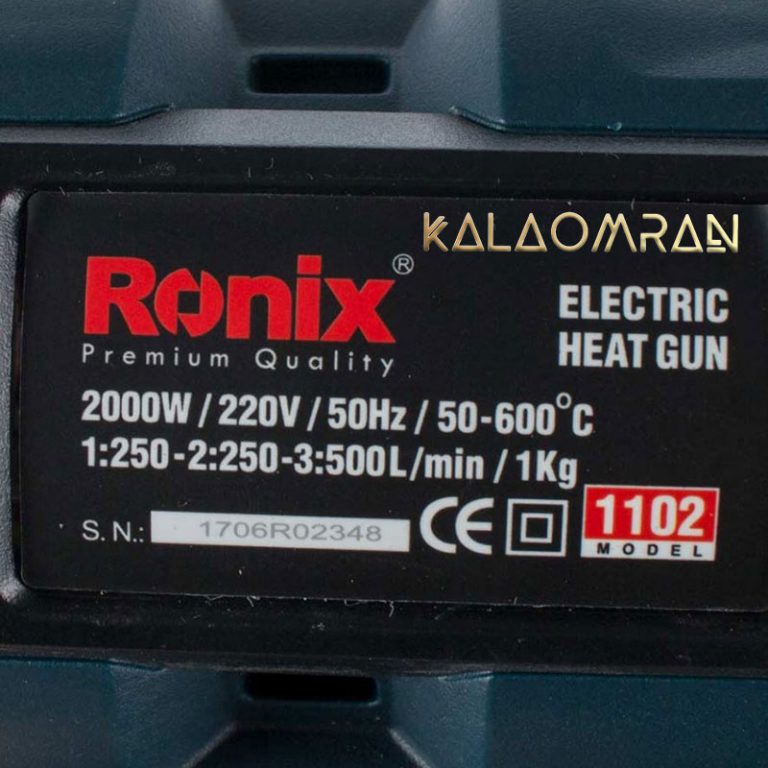 KALAOMRAN
Ronix®
Premium Quality
ELECTRIC
HEAT GUN
2000W / 220V / 50Hz / 50-600°C
1:250-2:250-3:500L/min / 1Kg
S. N.: 1706R02348
CE
1102
MODEL